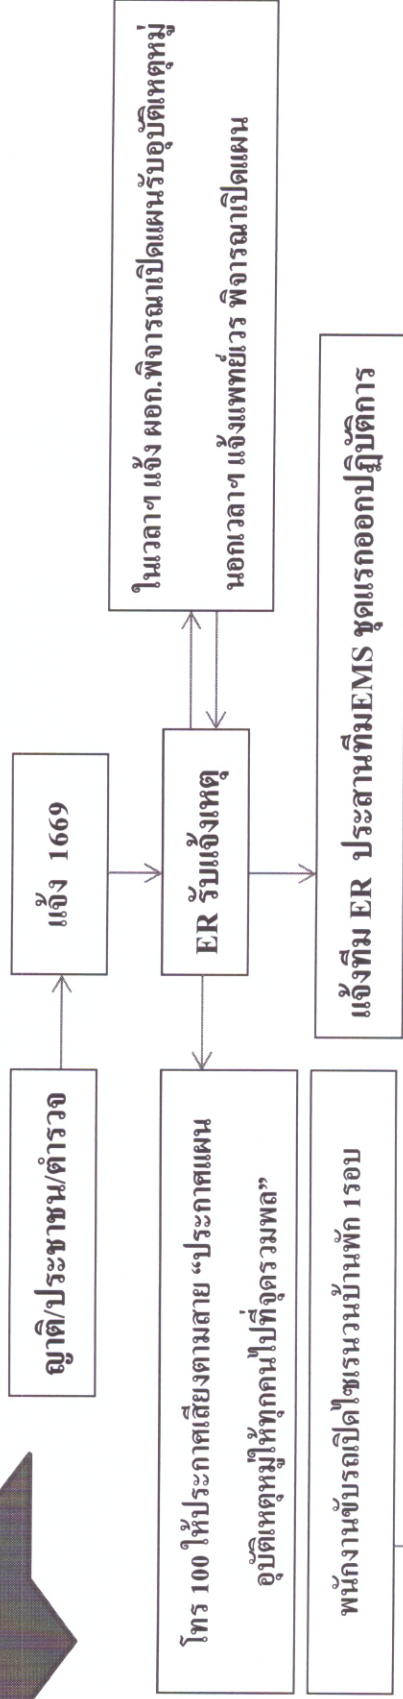 ญาติ/ประชาชน/ตำรวจ
แจ้ง 1669
ER รับแจ้งเหตุ
ในเวลาฯ แจ้ง ผอก.พิจารณาเปิดแผนรับอุบัติเหตุหมู่
นอกเวลาฯ แจ้งแพทย์เวร พิจารณาเปิดแผน
โทร 100 ให้ประกาศเสียงตามสาย “ประกาศแผน
อุบัติเหตุหมู่ให้ทุกคนไปที่จุดรวมพล”
แจ้งทีม ER ประสานทีมEMS ชุดแรกออกปฏิบัติการ
พนักงานขับรถเปิดไซเรนวนบ้านพัก 1รอบ